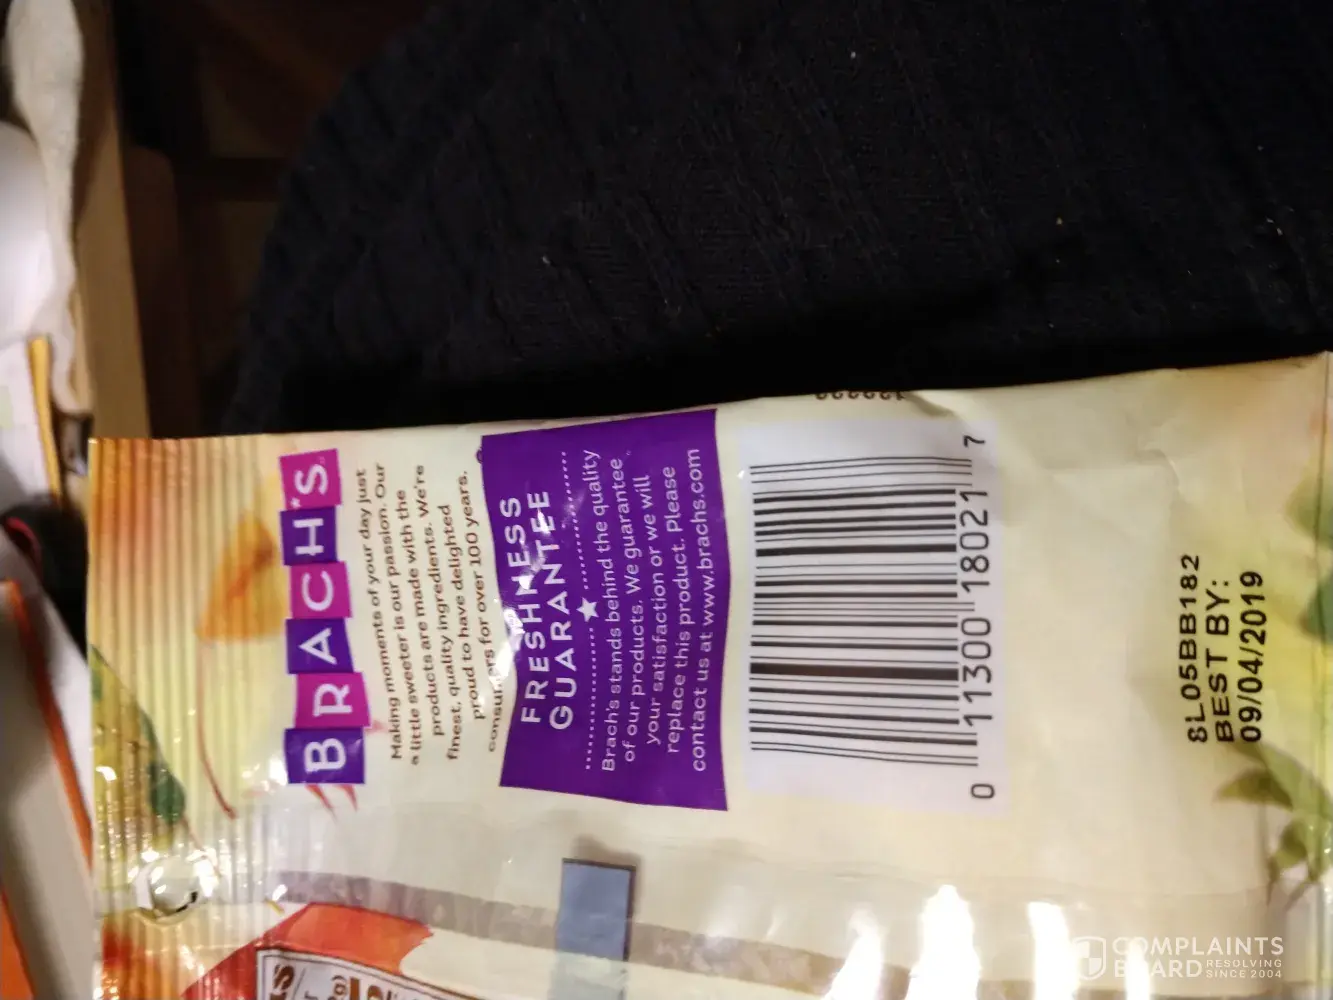 BRACH'S
Making moments of your day just
a little sweeter is our passion. Our
products are made with the
finest, quality ingredients. We're
proud to have delighted
consumers for over 100 years.
FRESHNESS
GUARANTEE
Brach's stands behind the quality
of our products. We guarantee
your satisfaction or we will
replace this product. Please
contact us at www.brachs.com
0 11300 18021 7
8L05BB182
BEST BY:
09/04/2019
COMPLAINTS
BOARD RESOLVING
SINCE 2004